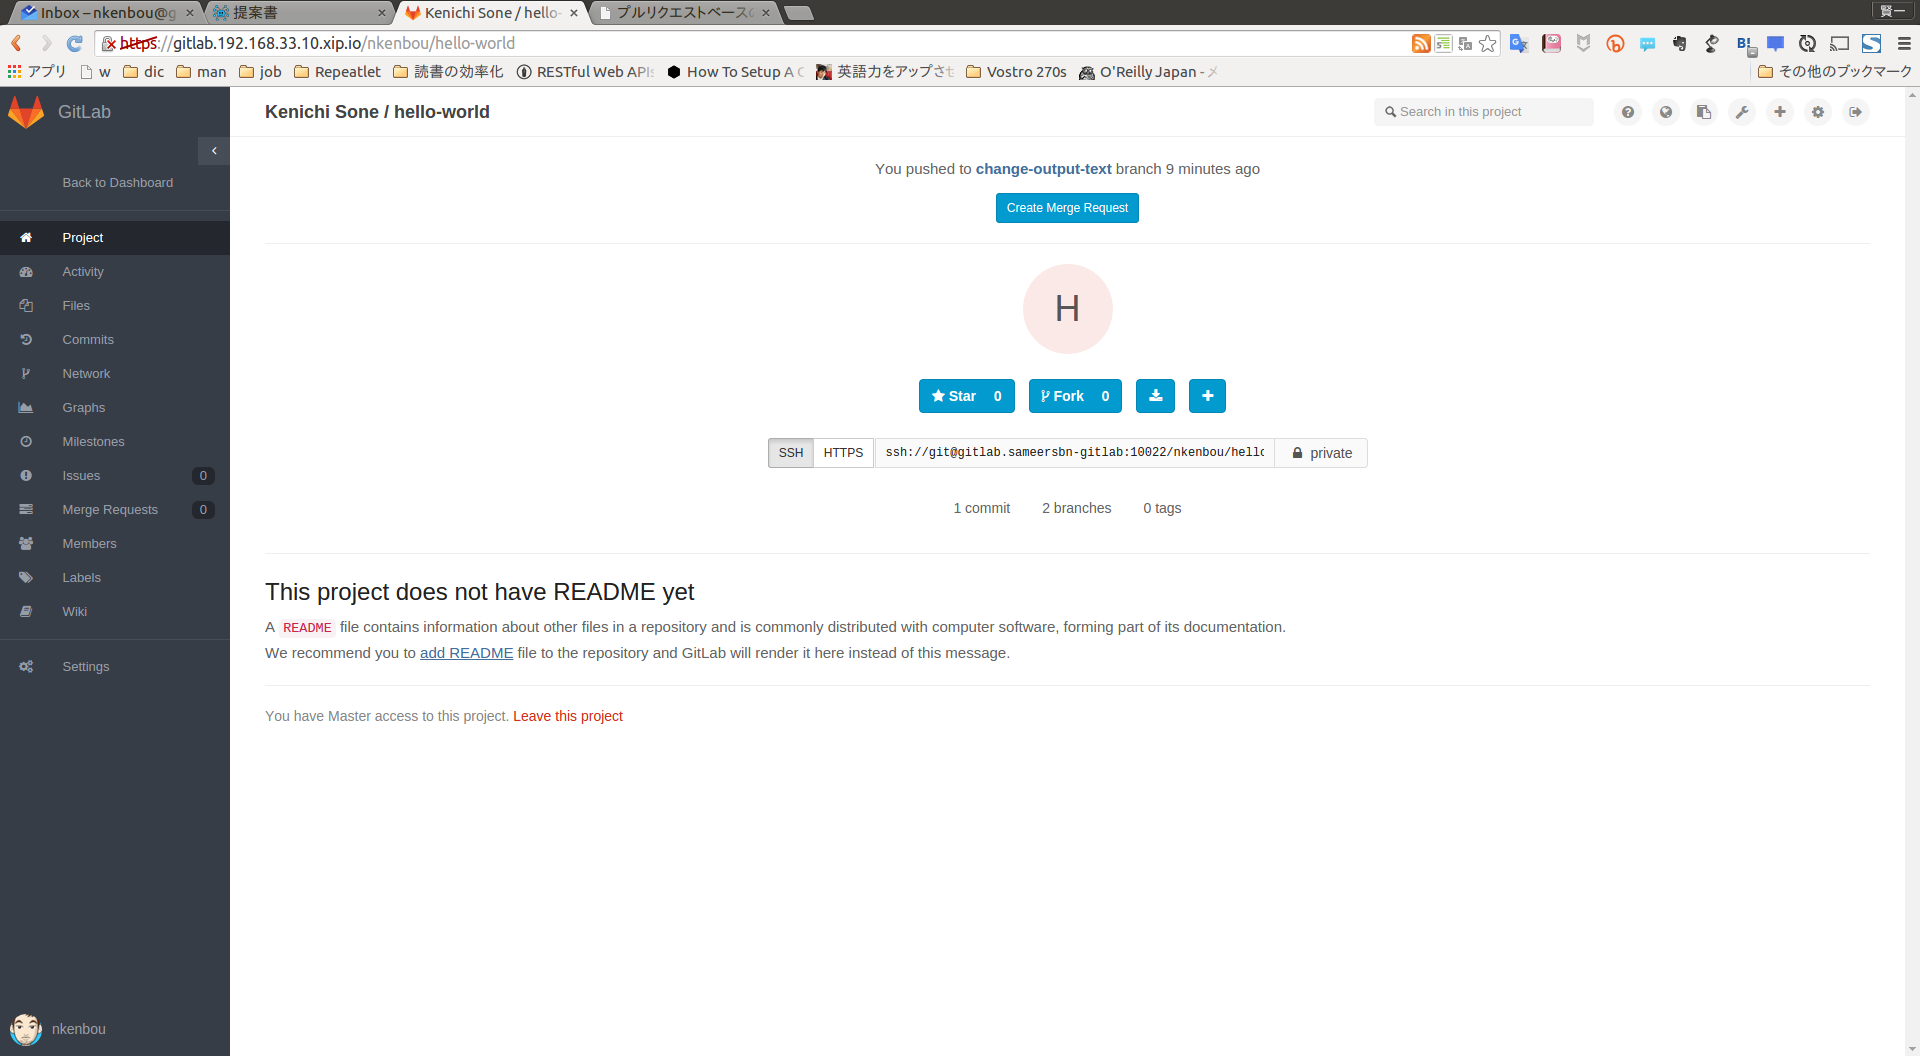 Inbox – nkenbou@g
提案書
Kenichi Sone / hello-
プルリクエストベースの
賢一
https://gitlab.192.168.33.10.xip.io/nkenbou/hello-world
アプリ
w
dic
man
job
Repeatlet
読書の効率化
RESTful Web APIs
How To Setup A C
英語力をアップさせ
Vostro 270s
O'Reilly Japan - メ
その他のブックマーク
GitLab
Kenichi Sone / hello-world
Search in this project
Back to Dashboard
Project
Activity
Files
Commits
Network
Graphs
Milestones
Issues 0
Merge Requests 0
Members
Labels
Wiki
Settings
nkenbou
You pushed to change-output-text branch 9 minutes ago
Create Merge Request
H
Star 0
Fork 0
SSH HTTPS ssh://git@gitlab.sameersbn-gitlab:10022/nkenbou/hello private
1 commit 2 branches 0 tags
This project does not have README yet
A README file contains information about other files in a repository and is commonly distributed with computer software, forming part of its documentation.
We recommend you to add README file to the repository and GitLab will render it here instead of this message.
You have Master access to this project. Leave this project